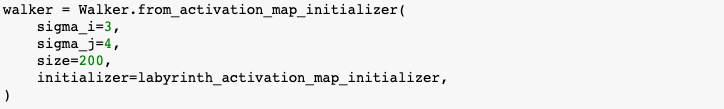 walker = Walker.from_activation_map_initializer(
    sigma_i=3,
    sigma_j=4,
    size=200,
    initializer=labyrinth_activation_map_initializer,
)